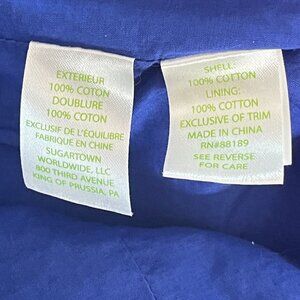 EXTERIEUR
100% COTON
DOUBLURE
100% COTON
EXCLUSIF DE L'ÉQUILIBRE
FABRIQUE EN CHINE
SUGARTOWN
WORLDWIDE, LLC
800 THIRD AVENUE
KING OF PRUSSIA, PA
SHELL:
100% COTTON
LINING:
100% COTTON
EXCLUSIVE OF TRIM
MADE IN CHINA
RN#88189
SEE REVERSE
FOR CARE